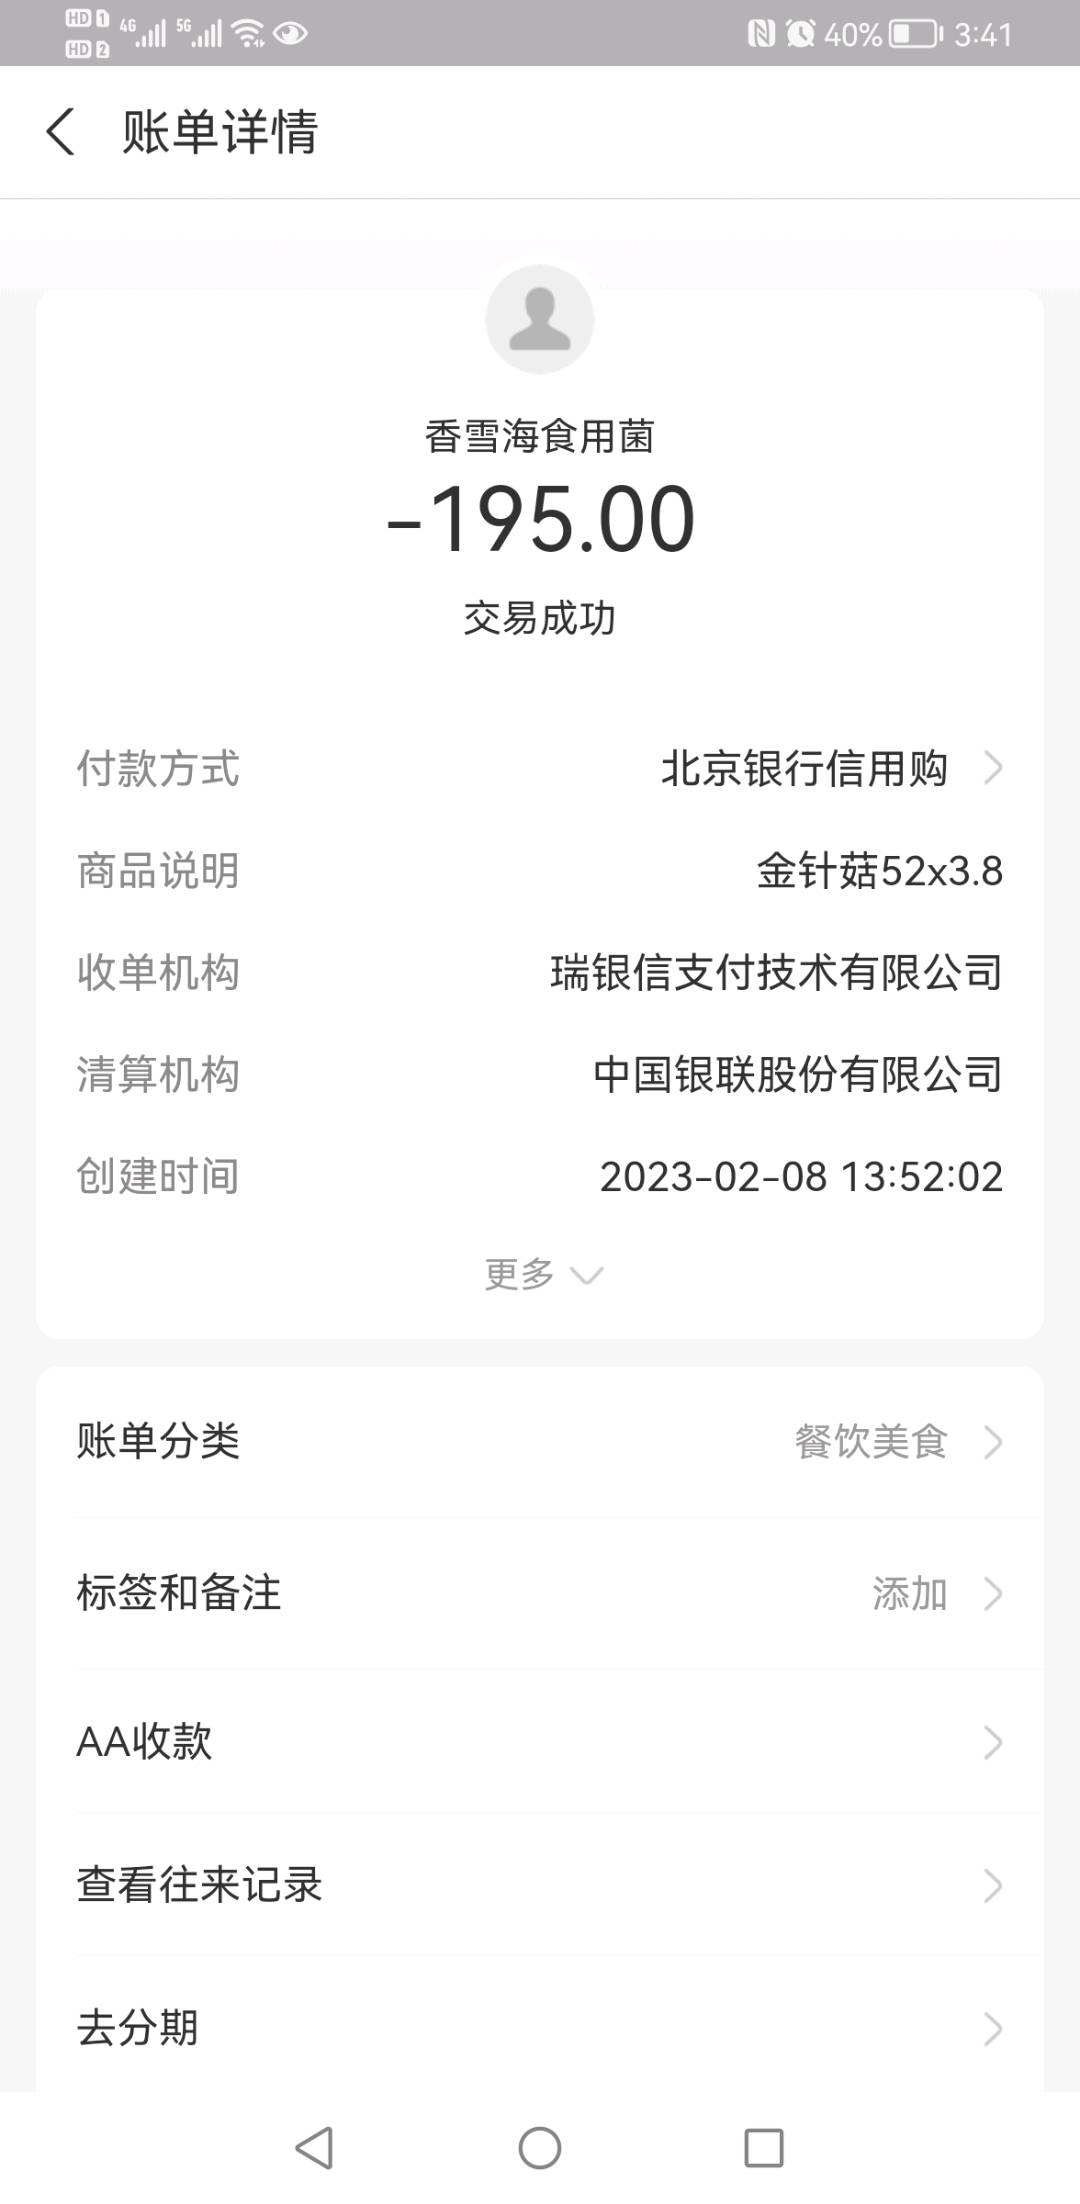 HD 1 4G 5G 40% 3:41
HD 2
账单详情
香雪海食用菌
-195.00
交易成功
付款方式 北京银行信用购
商品说明 金针菇52x3.8
收单机构 瑞银信支付技术有限公司
清算机构 中国银联股份有限公司
创建时间 2023-02-08 13:52:02
更多
账单分类 餐饮美食
标签和备注 添加
AA收款
查看往来记录
去分期